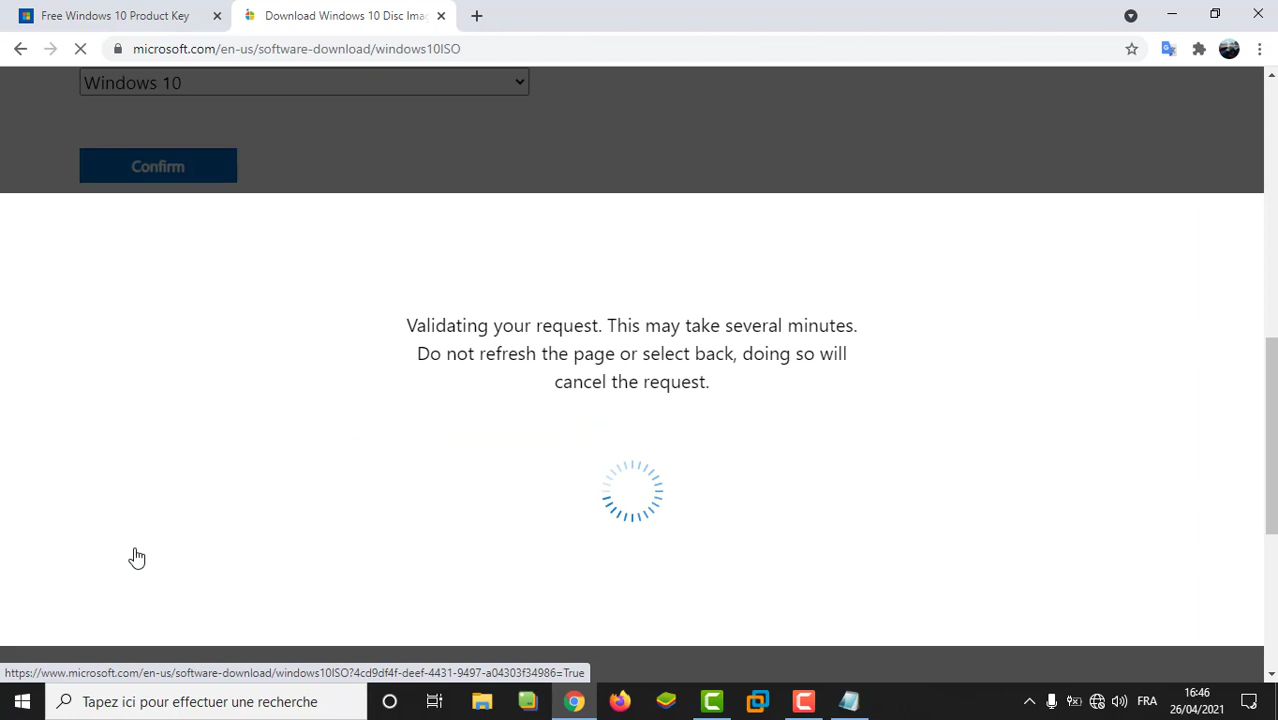 Free Windows 10 Product Key
Download Windows 10 Disc Imag
microsoft.com/en-us/software-download/windows10ISO
Windows 10
Confirm
Validating your request. This may take several minutes.
Do not refresh the page or select back, doing so will
cancel the request.
https://www.microsoft.com/en-us/software-download/windows10ISO?4cd9df4f-deef-4431-9497-a04303f34986=True
Tapez ici pour effectuer une recherche
FRA
16:46
26/04/2021